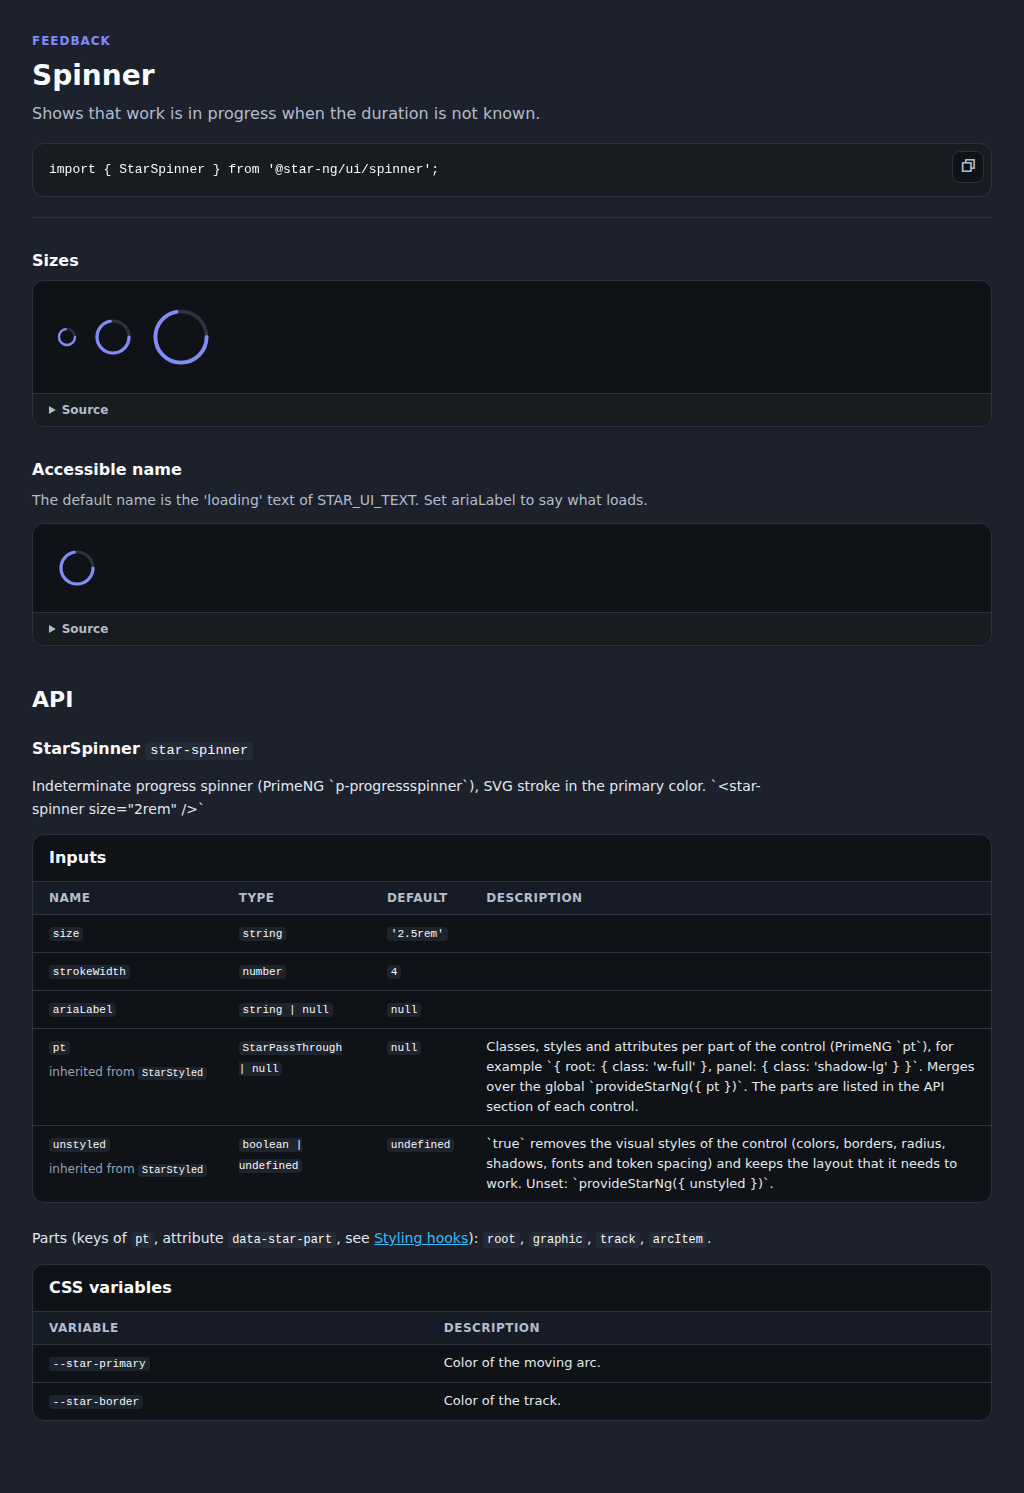 FEEDBACK
Spinner
Shows that work is in progress when the duration is not known.
import { StarSpinner } from '@star-ng/ui/spinner';
Sizes
Source
Accessible name
The default name is the 'loading' text of STAR_UI_TEXT. Set ariaLabel to say what loads.
Source
API
StarSpinner star-spinner
Indeterminate progress spinner (PrimeNG `p-progressspinner`), SVG stroke in the primary color. `<star-
spinner size="2rem" />`
Inputs
NAME TYPE DEFAULT DESCRIPTION
size string '2.5rem'
strokeWidth number 4
ariaLabel string | null null
pt StarPassThrough null Classes, styles and attributes per part of the control (PrimeNG `pt`), for
inherited from StarStyled | null example `{ root: { class: 'w-full' }, panel: { class: 'shadow-lg' } }`. Merges
over the global `provideStarNg({ pt })`. The parts are listed in the API
section of each control.
unstyled boolean | undefined `true` removes the visual styles of the control (colors, borders, radius,
inherited from StarStyled undefined shadows, fonts and token spacing) and keeps the layout that it needs to
work. Unset: `provideStarNg({ unstyled })`.
Parts (keys of pt, attribute data-star-part, see Styling hooks): root, graphic, track, arcItem.
CSS variables
VARIABLE DESCRIPTION
--star-primary Color of the moving arc.
--star-border Color of the track.